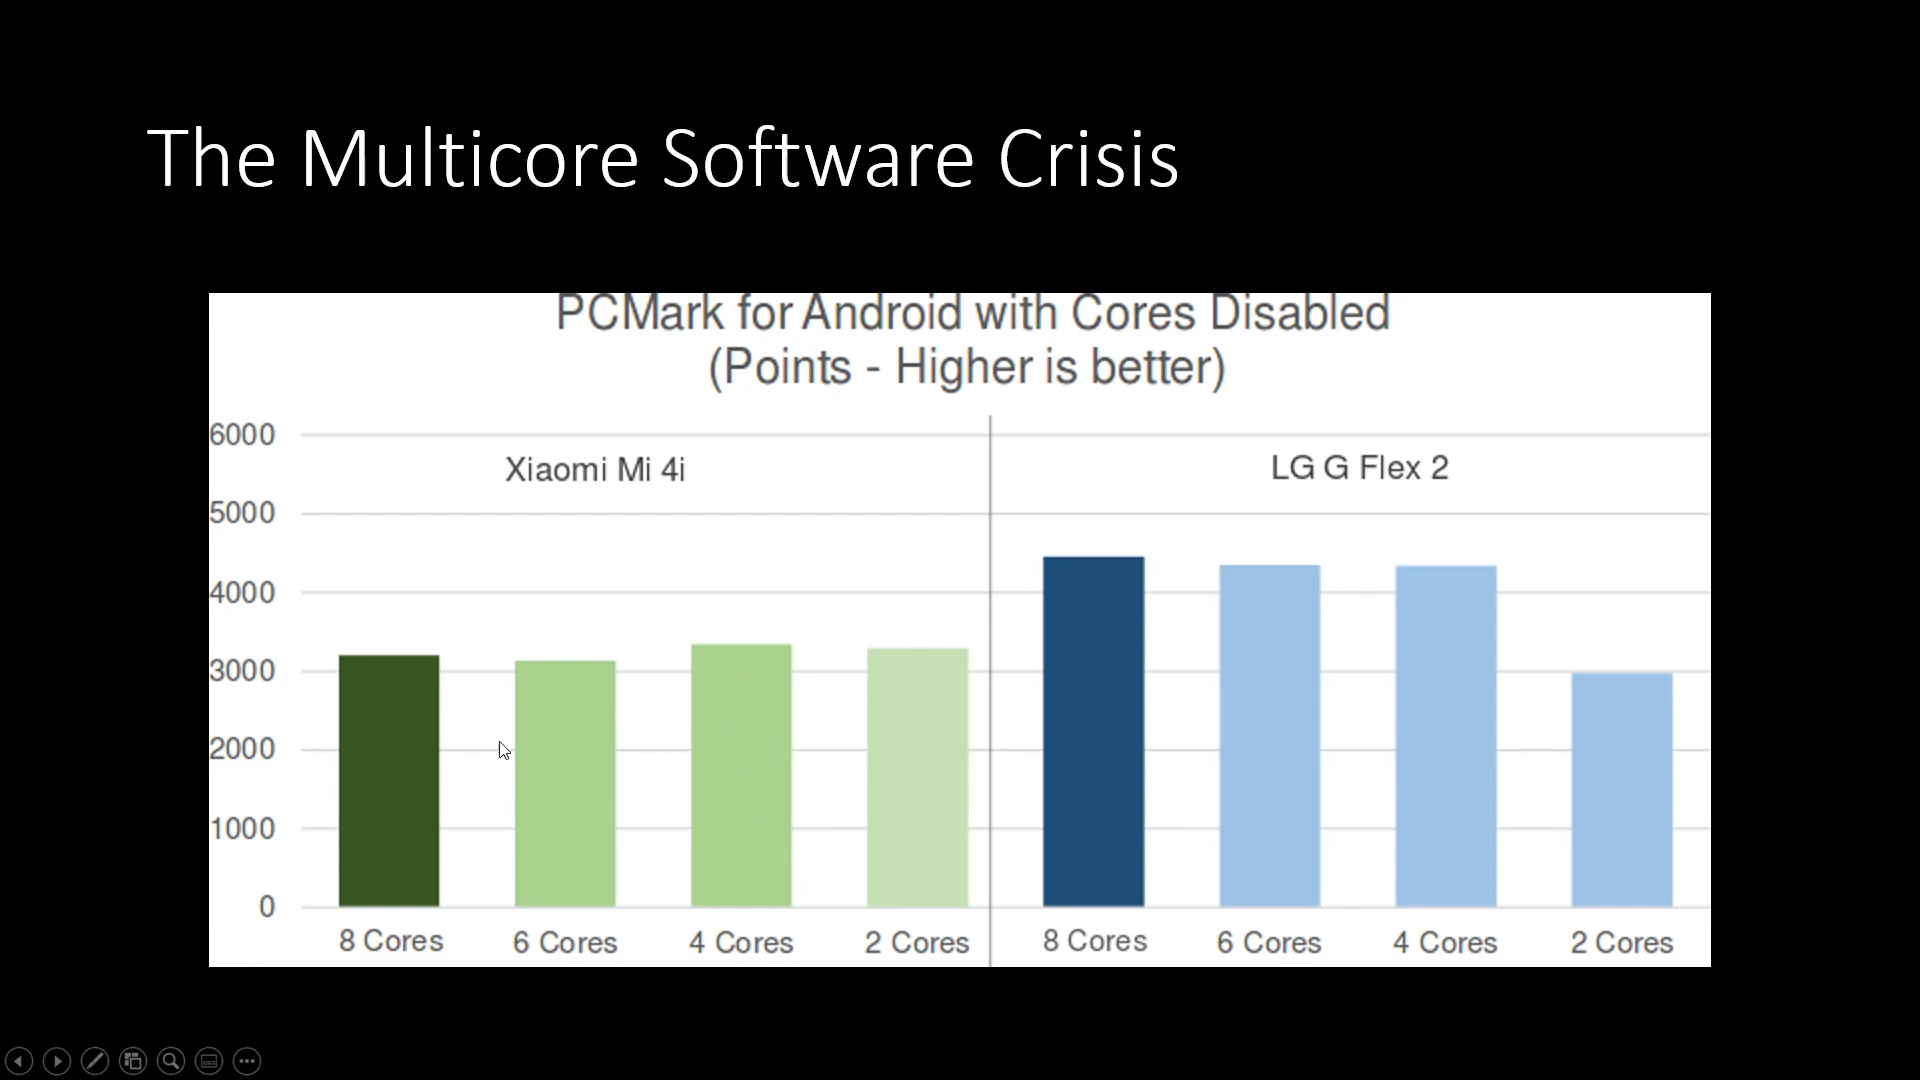 The Multicore Software Crisis
PCMark for Android with Cores Disabled
(Points - Higher is better)
6000
5000
4000
3000
2000
1000
0
Xiaomi Mi 4i
LG G Flex 2
8 Cores
6 Cores
4 Cores
2 Cores
8 Cores
6 Cores
4 Cores
2 Cores